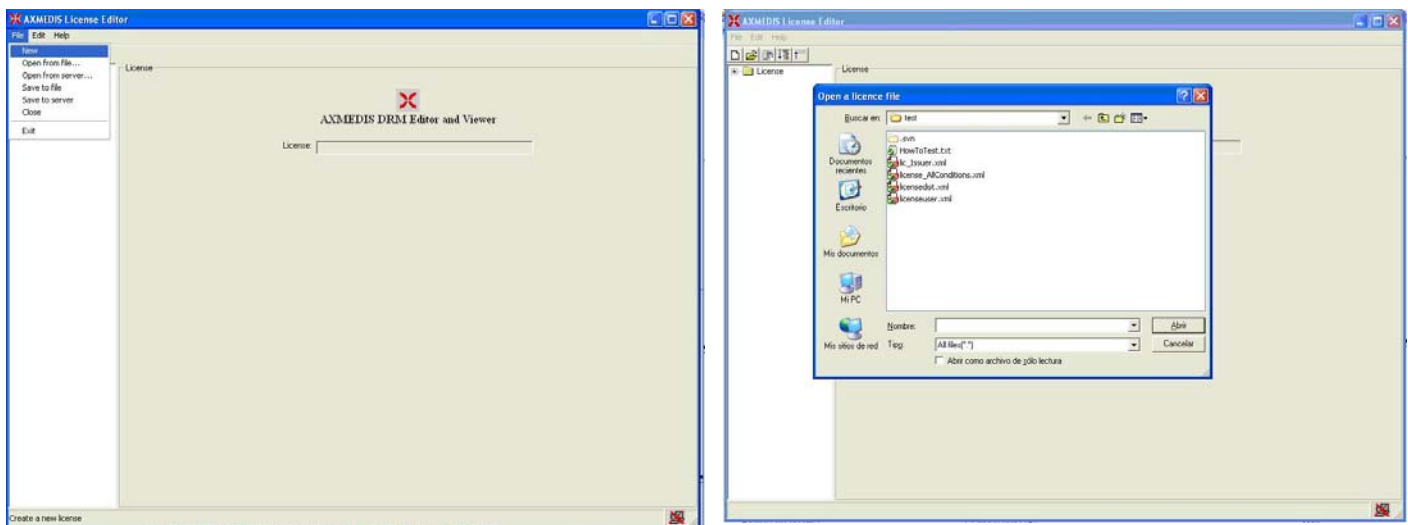 AXMEDIS License Editor
File Edit Help
New
Open from file...
Open from server...
Save to file
Save to server
Close
Exit
License
AXMEDIS DRM Editor and Viewer
License:
Create a new license
AXMEDIS License Editor
File Edit Help
License
License
Open a licence file
Buscar en:
test
.svn
HowToTest.txt
lic_Issuer.xml
license_AllConditions.xml
licensedist.xml
licenseuser.xml
Documentos recientes
Escritorio
Mis documentos
Mi PC
Mis sitios de red
Nombre:
Abrir
Tipo:
All files(*.*)
Cancelar
Abrir como archivo de sólo lectura